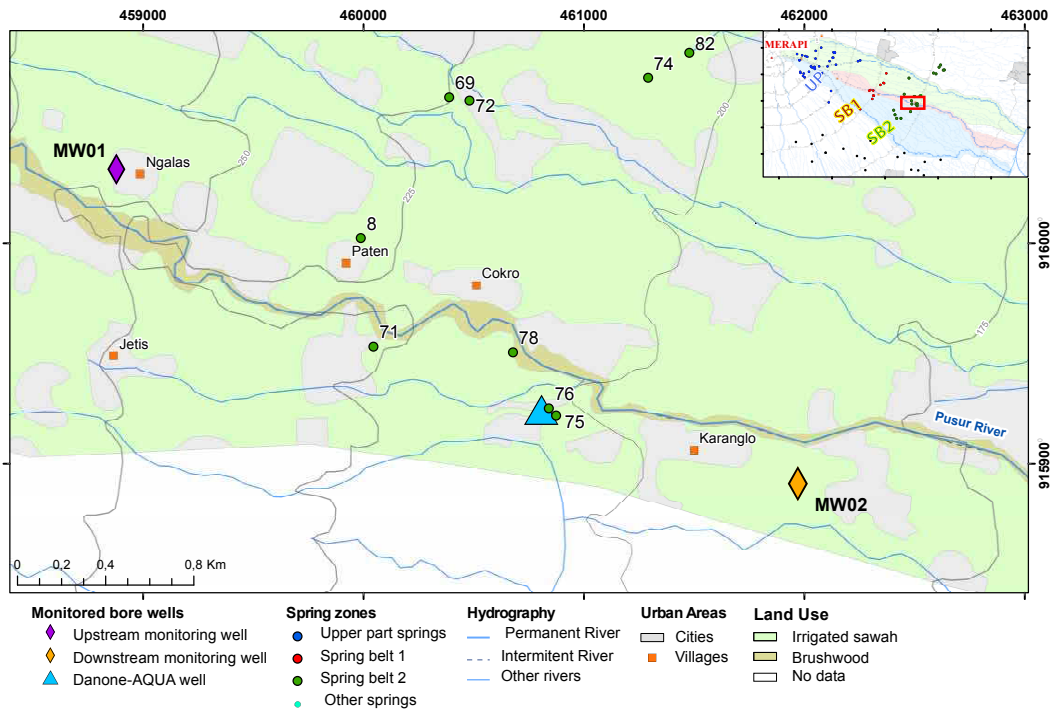 459000
460000
461000
462000
463000
82
74
69
72
MERAPI
UP
SB1
SB2
200
MW01
Ngalas
250
225
8
Paten
916000
Cokro
175
71
78
Jetis
76
75
Pusur River
Karanglo
915900
MW02
0 0,2 0,4 0,8 Km
Monitored bore wells
Upstream monitoring well
Downstream monitoring well
Danone-AQUA well
Spring zones
Upper part springs
Spring belt 1
Spring belt 2
Other springs
Hydrography
Permanent River
Intermitent River
Other rivers
Urban Areas
Cities
Villages
Land Use
Irrigated sawah
Brushwood
No data